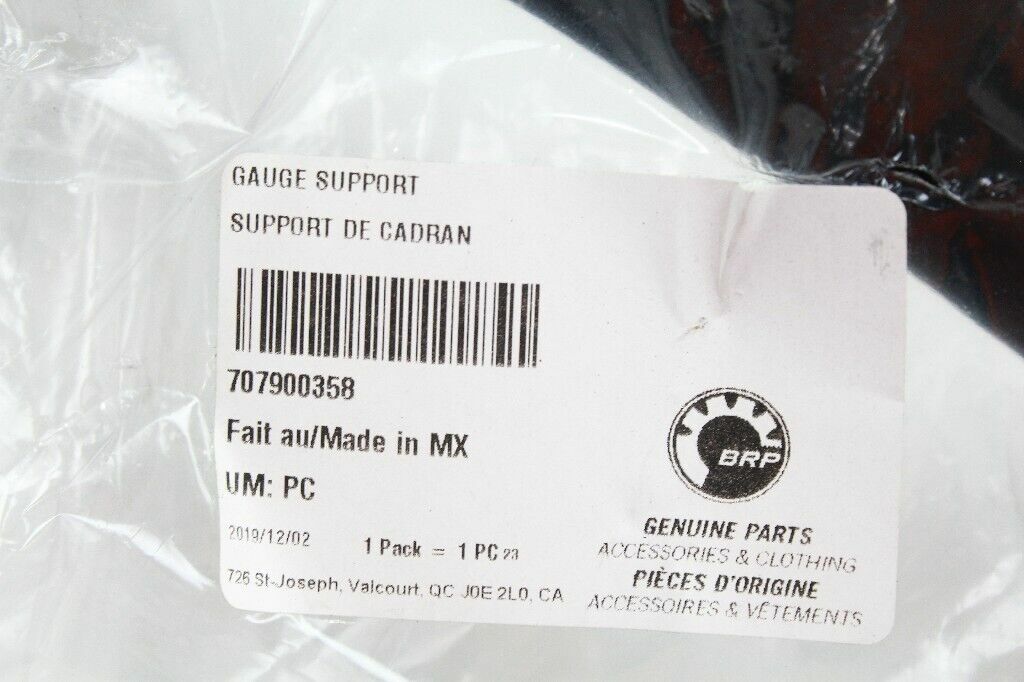 GAUGE SUPPORT
SUPPORT DE CADRAN
707900358
Fait au/Made in MX
UM: PC
2019/12/02 1 Pack = 1 PC 23
726 St-Joseph, Valcourt, QC J0E 2L0, CA
BRP
GENUINE PARTS
ACCESSORIES & CLOTHING
PIÈCES D'ORIGINE
ACCESSOIRES & VÊTEMENTS